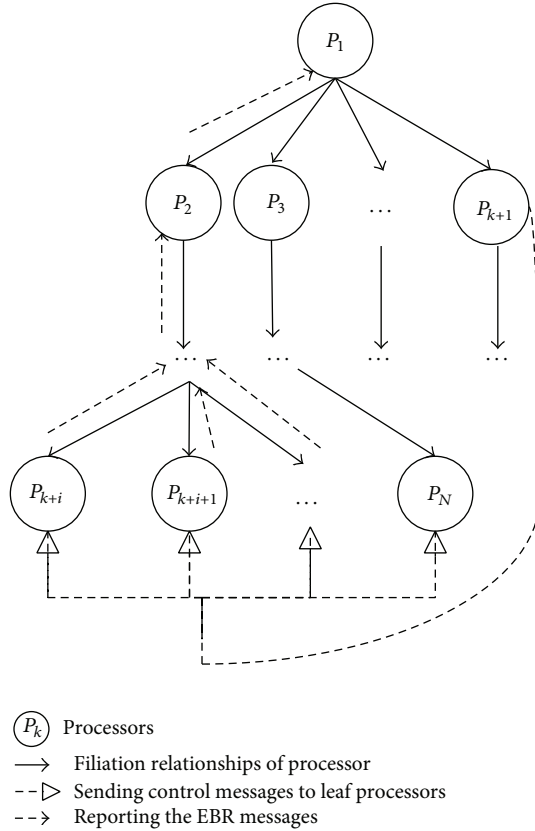 P1
P2 P3 ... Pk+1
... ... ... ...
Pk+i Pk+i+1 ... PN
Pk Processors
Filiation relationships of processor
Sending control messages to leaf processors
Reporting the EBR messages